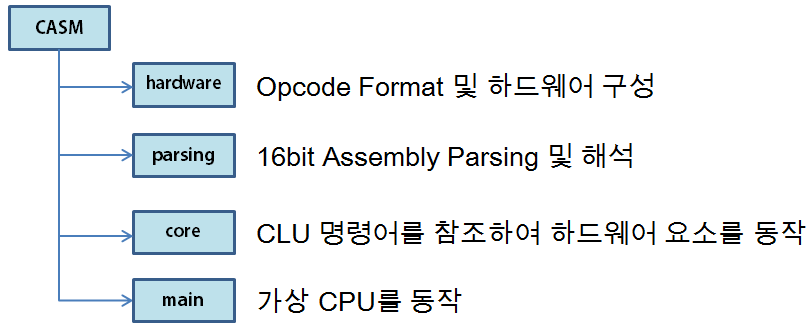 CASM
hardware Opcode Format 및 하드웨어 구성
parsing 16bit Assembly Parsing 및 해석
core CLU 명령어를 참조하여 하드웨어 요소를 동작
main 가상 CPU를 동작